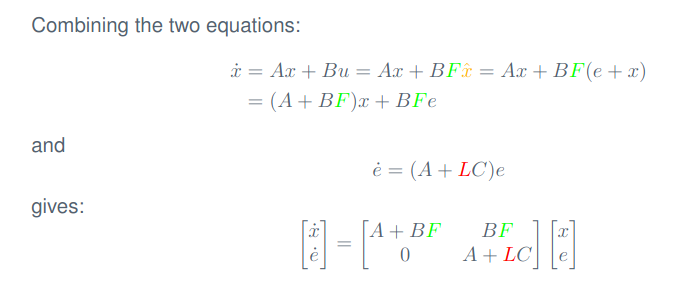 Combining the two equations:
ẋ = Ax + Bu = Ax + BFx̂ = Ax + BF(e + x)
= (A + BF)x + BFe
and
ė = (A + LC)e
gives:
[ẋ] = [A + BF BF] [x]
[ė] [0 A + LC] [e]